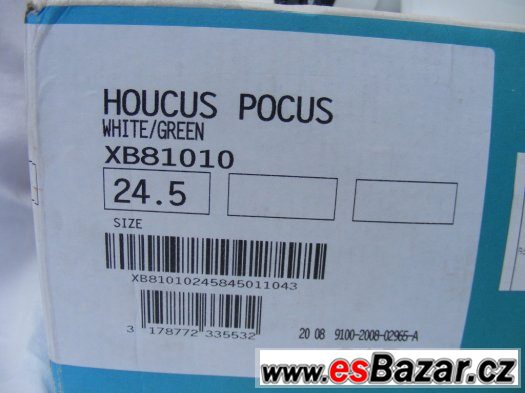 HOUCUS POCUS
WHITE/GREEN
XB81010
24.5
SIZE
XB81010245845011043
3 178772 335532
20 08 9100-2008-02965-A
www.esBazar.cz